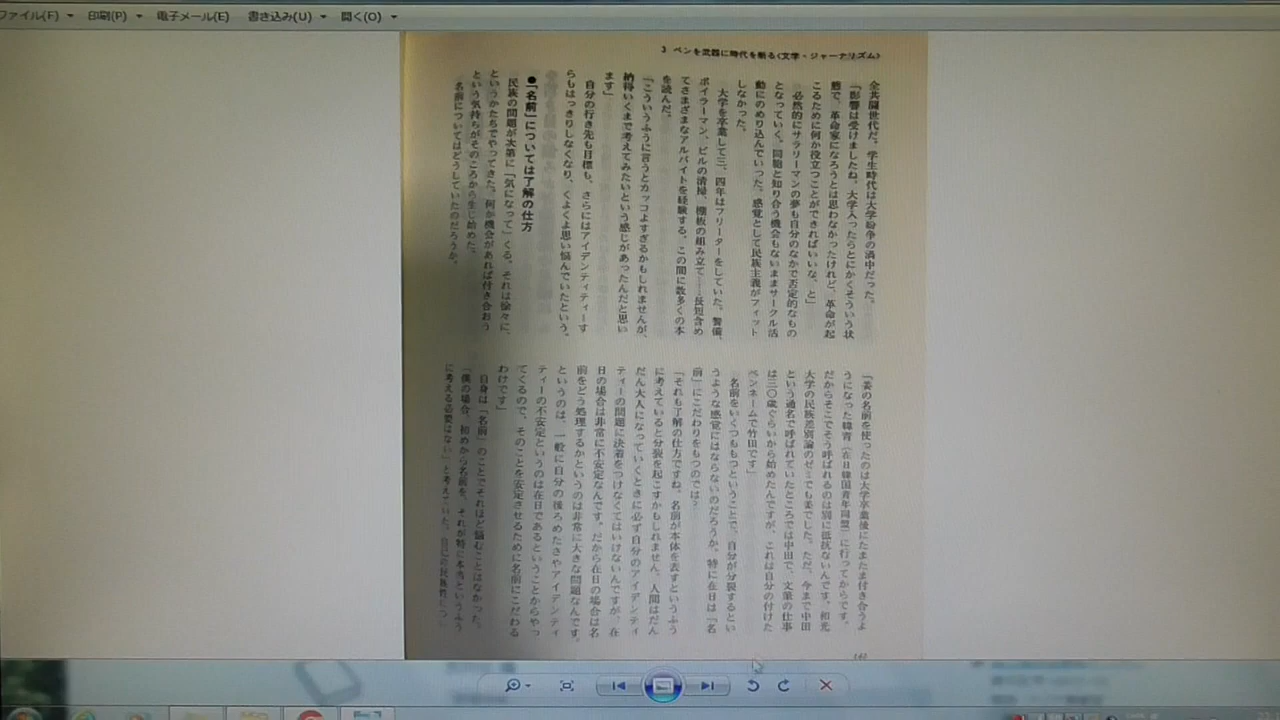 ファイル(F)
印刷(P)
電子メール(E)
書き込み(U)
開く(O)
3 ペンを武器に時代を斬る(文学・ジャーナリズム)
全共闘世代だ。学生時代は大学紛争の渦中だった。
「影響は受けましたね。大学入ったらとにかくそういう状
態で、革命家になろうとは思わなかったけれど、革命が起
こるために何か役立つことができればいいな、と」
必然的にサラリーマンの夢も自分のなかで否定的なもの
となっていく。同胞と知り合う機会もないままサークル活
動にのめり込んでいった。感覚として民族主義がフィット
しなかった。
大学を卒業して三、四年はフリーターをしていた。警備、
ボイラーマン、ビルの清掃、棚板の組み立て……長短含め
てさまざまなアルバイトを経験する。この間に数多くの本
を読んだ。
「こういうふうに言うとカッコよすぎるかもしれませんが、
納得いくまで考えてみたいという感じがあったんだと思い
ます」
自分の行き先も目標も、さらにはアイデンティティーす
らもはっきりしなくなり、くよくよ思い悩んでいたという。
●「名前」については了解の仕方
民族の問題が次第に「気になって」くる。それは徐々に、
というかたちでやってきた。何か機会があれば付き合おう
という気持ちがそのころから生じ始めた。
名前についてはどうしていたのだろうか。
「姜の名前を使ったのは大学卒業後にたまたま付き合うよ
うになった韓青(在日韓国青年同盟)に行ってからです。
だからそこでそう呼ばれるのは別に抵抗ないんです。和光
大学の民族差別論のゼミでも姜でした。ただ、今まで中田
という通名で呼ばれていたところでは中田で、文筆の仕事
は三〇歳ぐらいから始めたんですが、これは自分の付けた
ペンネームで竹田です」
名前をいくつももつということで、自分が分裂するとい
うような感覚にはならないのだろうか。特に在日は「名
前」にこだわりをもつのでは?
「それも了解の仕方ですね。名前が本体を表すというふう
に考えていると分裂を起こすかもしれません。人間はだん
だん大人になっていくときに必ず自分のアイデンティ
ティーの問題に決着をつけなくてはいけないんですが、在
日の場合は非常に不安定なんです。だから在日の場合は名
前をどう処理するかというのは非常に大きな問題なんです。
というのは、一般に自分の後ろめたさやアイデンティ
ティーの不安定というのは在日であるということからやっ
てくるので、そのことを安定させるために名前にこだわる
わけです」
自身は「名前」のことでそれほど悩むことはなかった。
「僕の場合、初めから名前を、それが特に本当というよう
に考える必要はない」と考えていた。